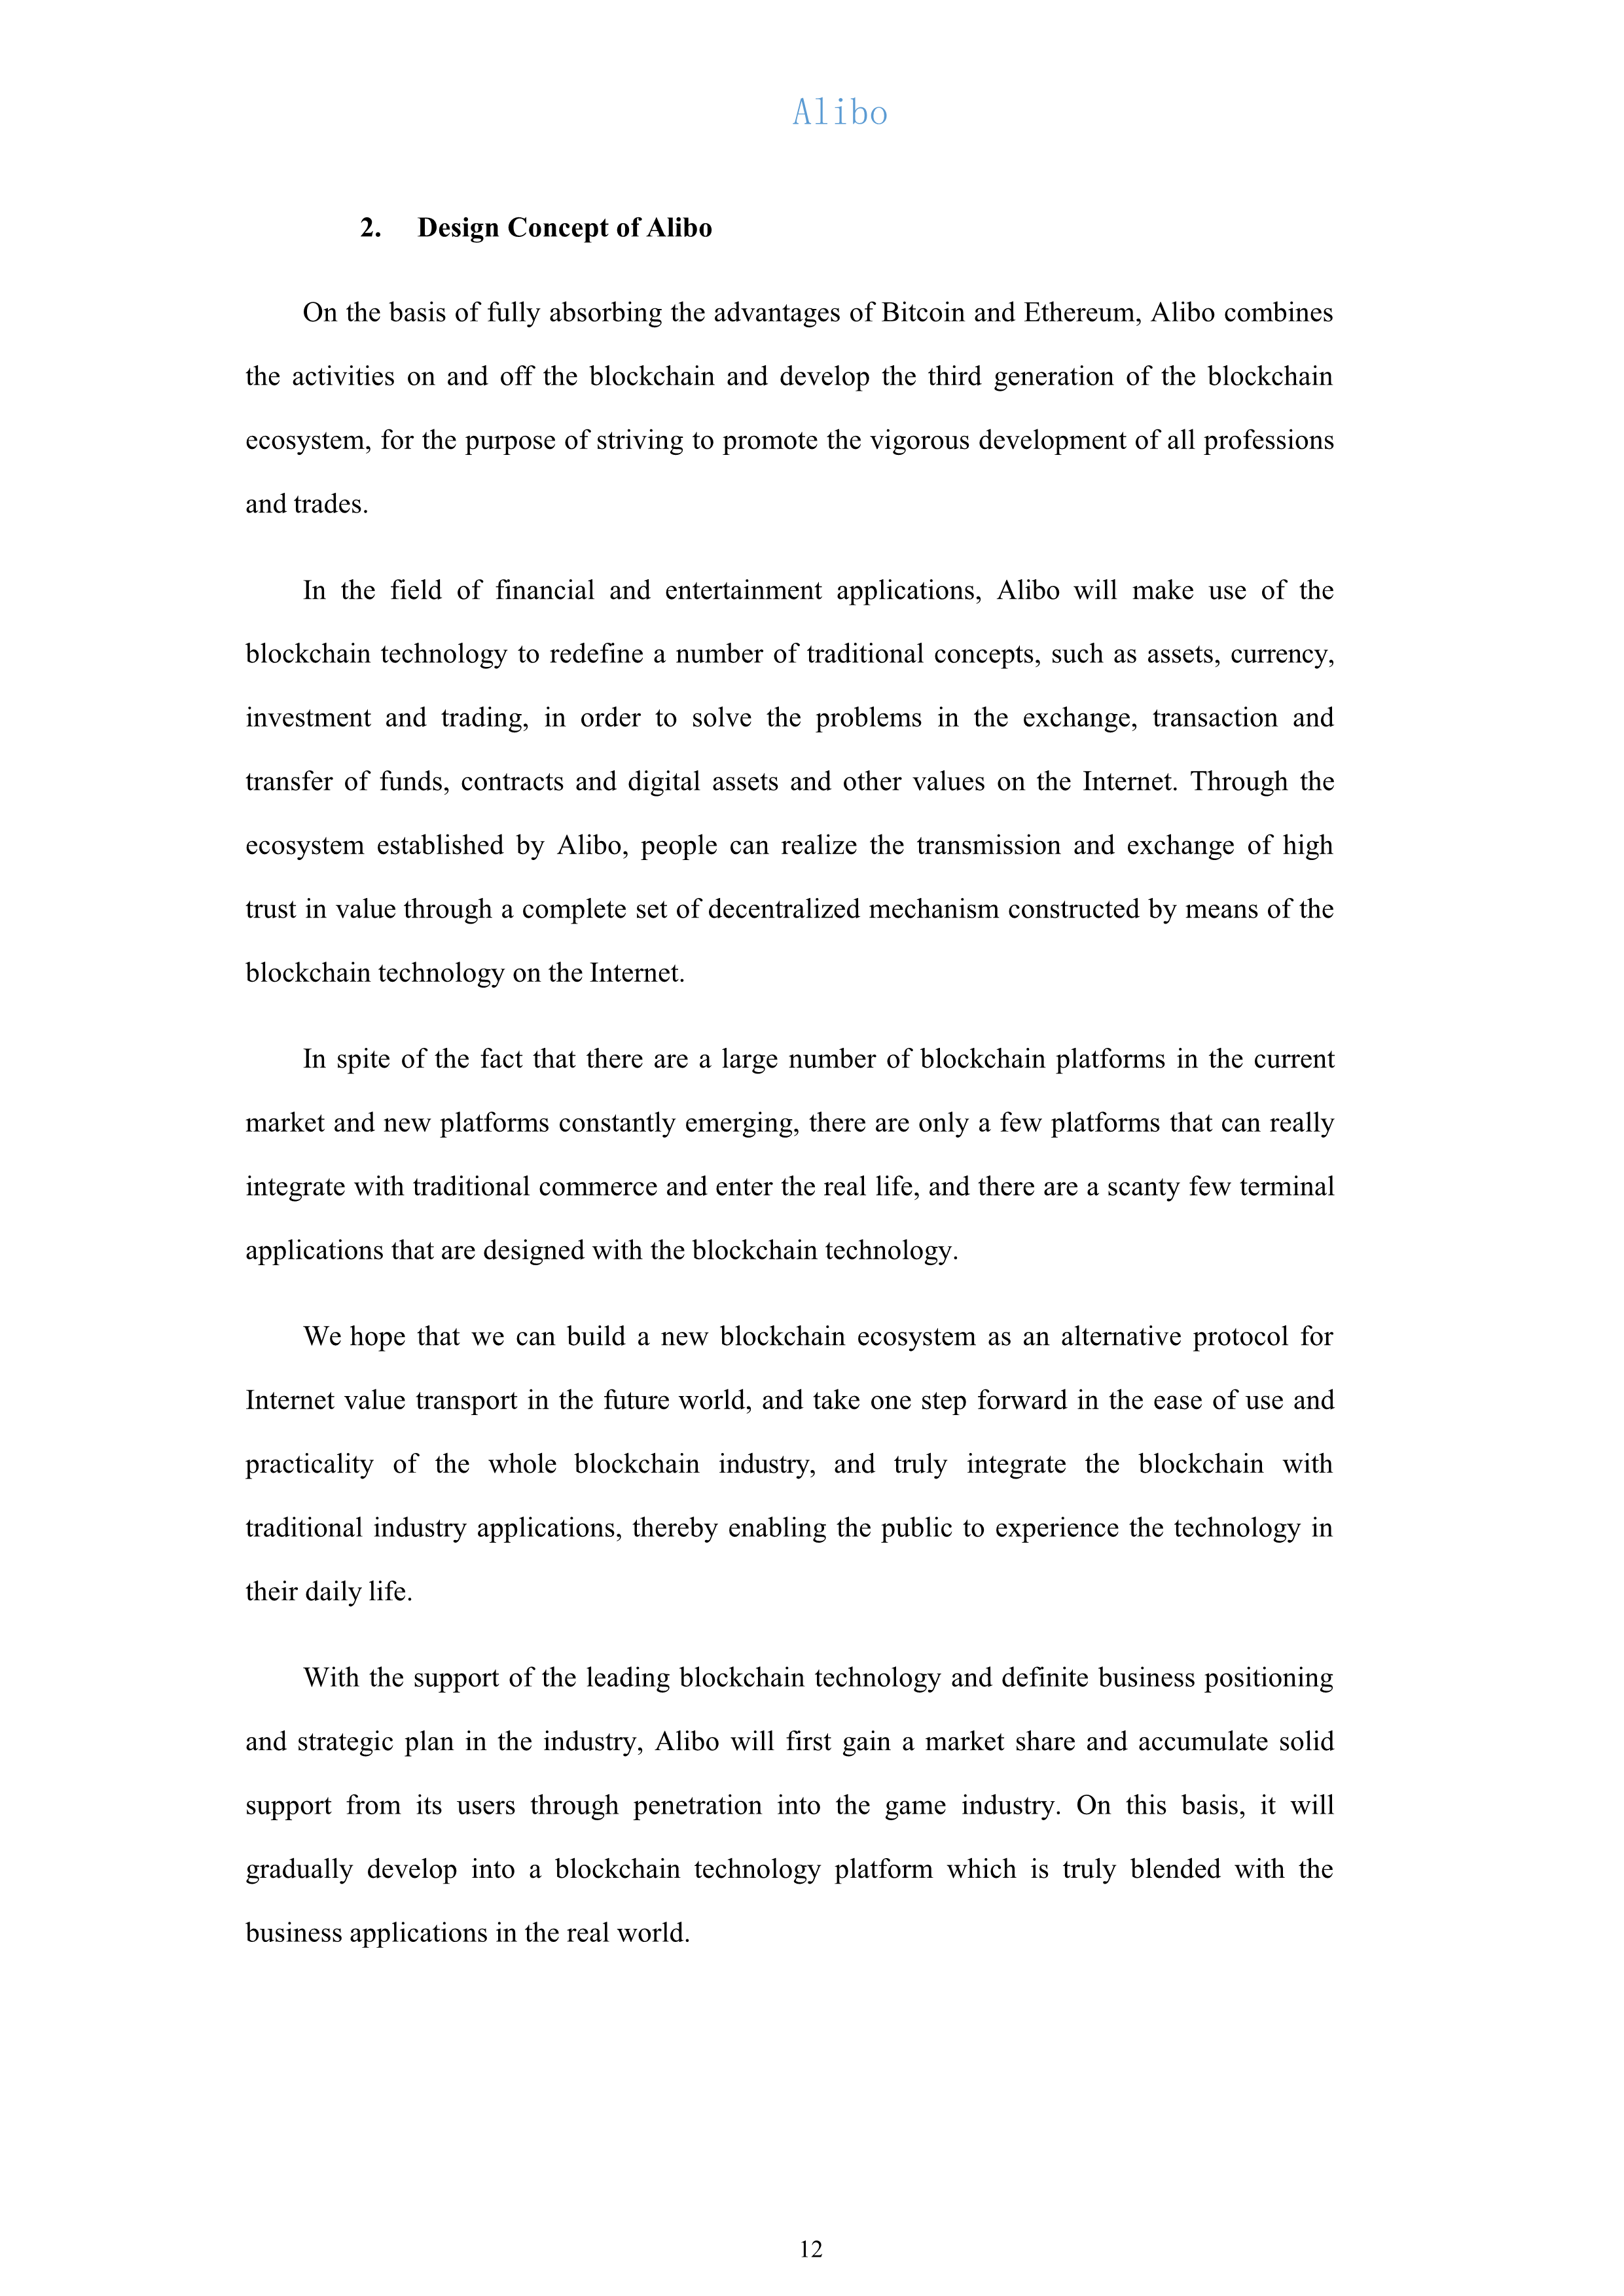 Alibo
2. Design Concept of Alibo
On the basis of fully absorbing the advantages of Bitcoin and Ethereum, Alibo combines
the activities on and off the blockchain and develop the third generation of the blockchain
ecosystem, for the purpose of striving to promote the vigorous development of all professions
and trades.
In the field of financial and entertainment applications, Alibo will make use of the
blockchain technology to redefine a number of traditional concepts, such as assets, currency,
investment and trading, in order to solve the problems in the exchange, transaction and
transfer of funds, contracts and digital assets and other values on the Internet. Through the
ecosystem established by Alibo, people can realize the transmission and exchange of high
trust in value through a complete set of decentralized mechanism constructed by means of the
blockchain technology on the Internet.
In spite of the fact that there are a large number of blockchain platforms in the current
market and new platforms constantly emerging, there are only a few platforms that can really
integrate with traditional commerce and enter the real life, and there are a scanty few terminal
applications that are designed with the blockchain technology.
We hope that we can build a new blockchain ecosystem as an alternative protocol for
Internet value transport in the future world, and take one step forward in the ease of use and
practicality of the whole blockchain industry, and truly integrate the blockchain with
traditional industry applications, thereby enabling the public to experience the technology in
their daily life.
With the support of the leading blockchain technology and definite business positioning
and strategic plan in the industry, Alibo will first gain a market share and accumulate solid
support from its users through penetration into the game industry. On this basis, it will
gradually develop into a blockchain technology platform which is truly blended with the
business applications in the real world.
12